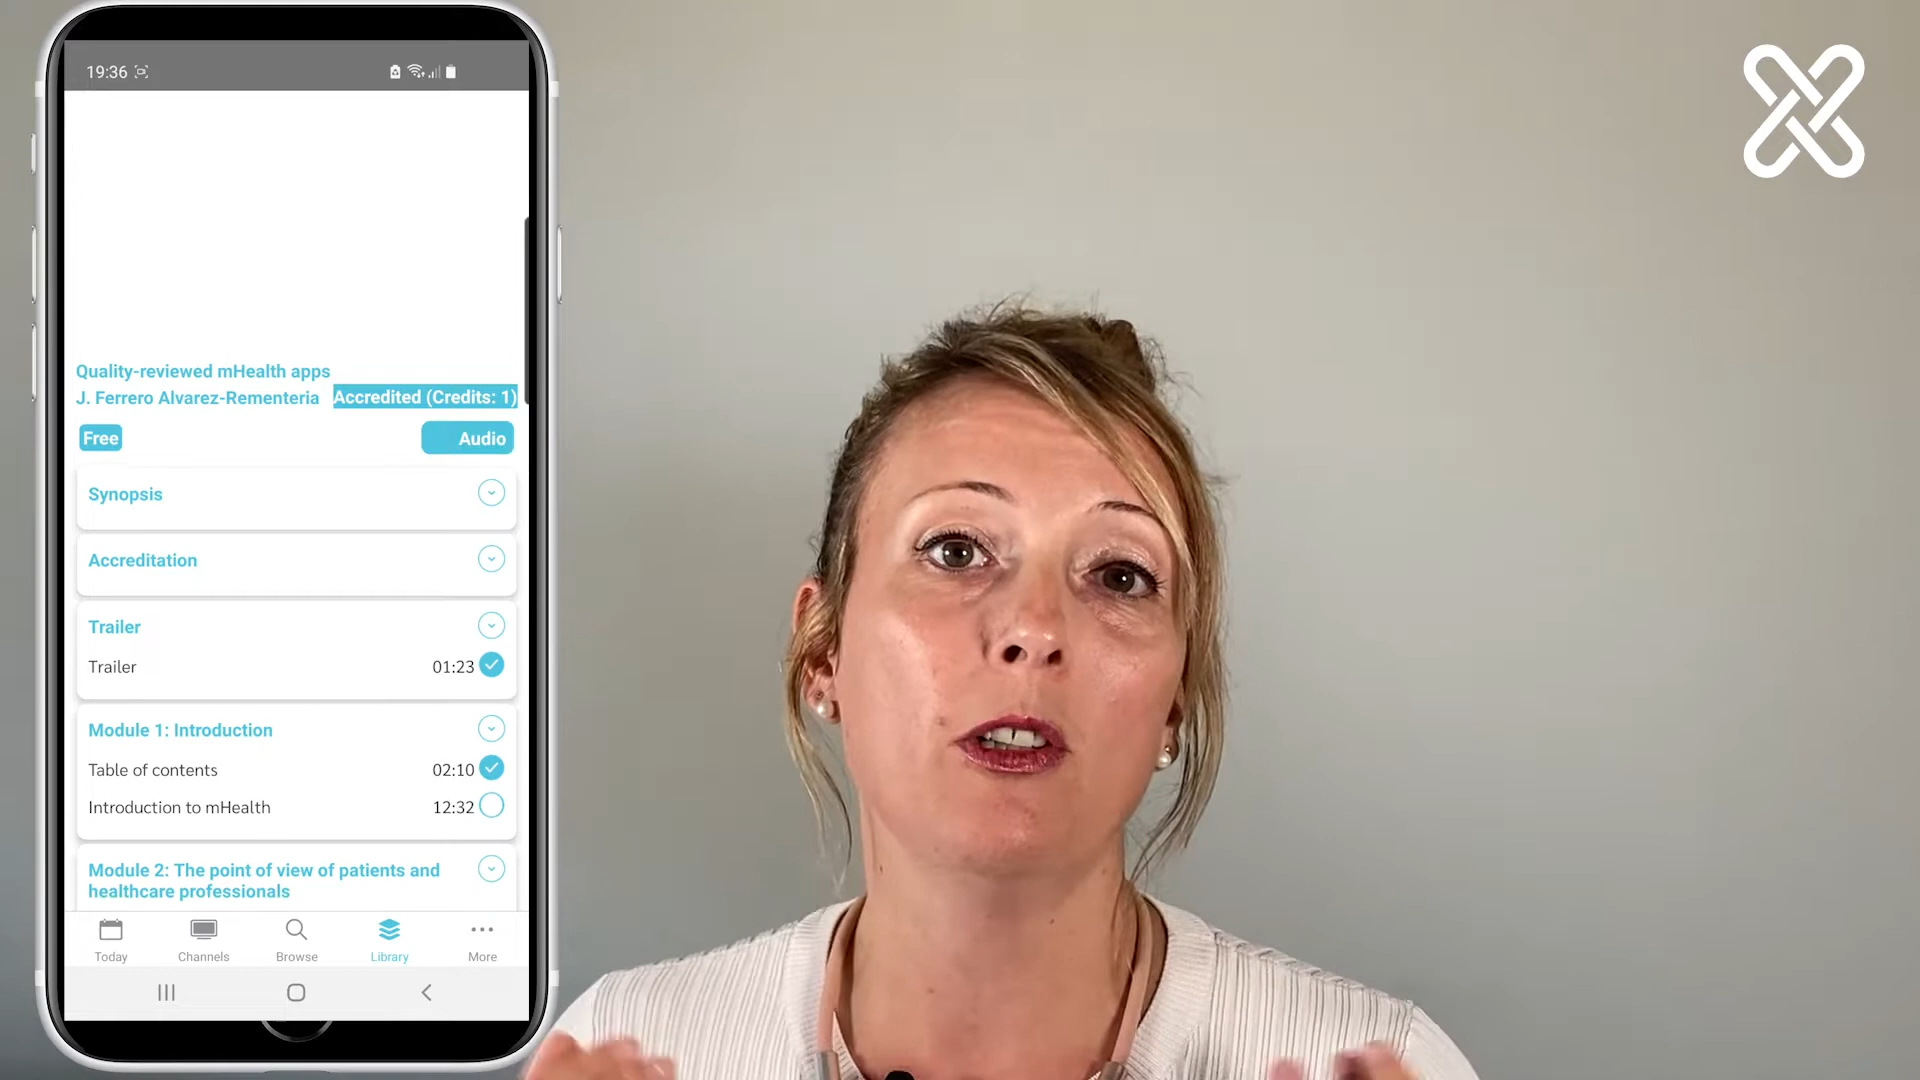 19:36
Quality-reviewed mHealth apps
J. Ferrero Alvarez-Rementeria Accredited (Credits: 1)
Free Audio
Synopsis
Accreditation
Trailer
Trailer 01:23
Module 1: Introduction
Table of contents 02:10
Introduction to mHealth 12:32
Module 2: The point of view of patients and
healthcare professionals
Today Channels Browse Library More